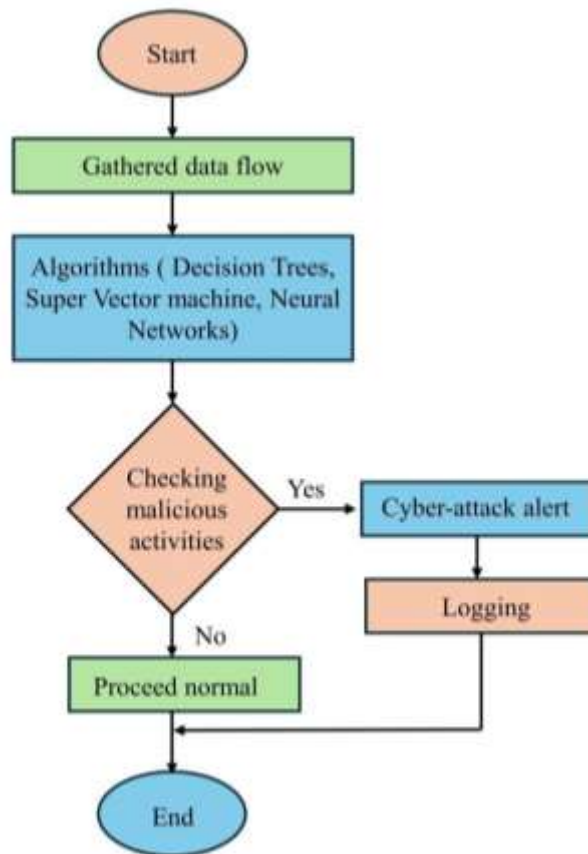 Start
Gathered data flow
Algorithms ( Decision Trees,
Super Vector machine, Neural
Networks)
Checking
malicious
activities
Yes
Cyber-attack alert
Logging
No
Proceed normal
End